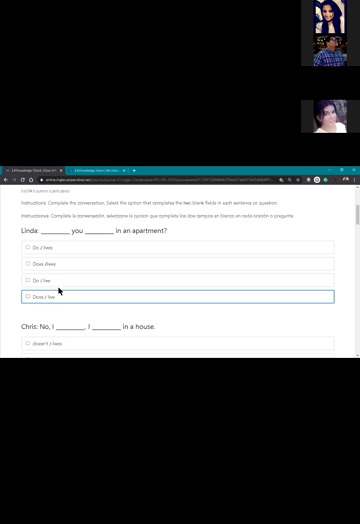 Instructions: Complete the conversation. Select the option that completes the two blank fields in each sentence or question.
Instrucciones: Complete la conversación, seleccione la opción que completa los dos campos en blanco en cada oración o pregunta.
Linda: ________ you ________ in an apartment?
Do / lives
Does /lives
Do / live
Does / live
Chris: No, I ________. I ________ in a house.
doesn't / lives